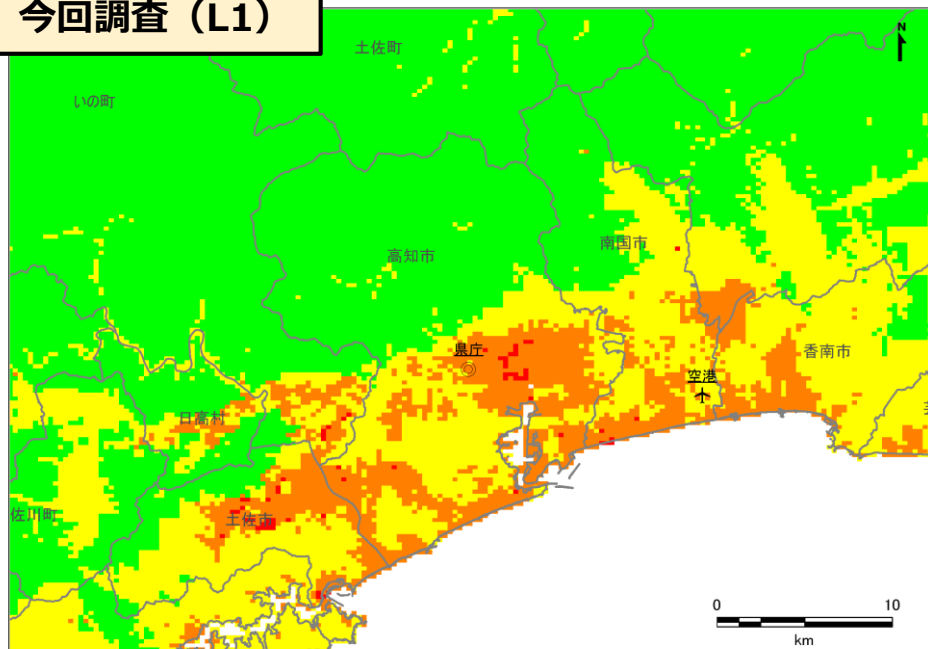 今回調査(L1)
土佐町
N
いの町
高知市
南国市
県庁
香南市
空港
日高村
佐川町
土佐市
0 10
km